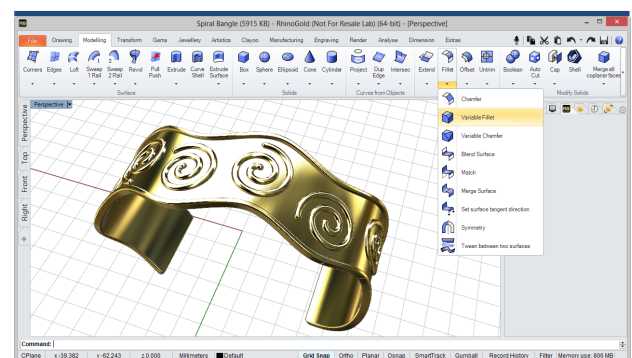 Spiral Bangle (5915 KB) - RhinoGold (Not For Resale Lab) (64-bit) - [Perspective]
File Drawing Modelling Transform Gems Jewellery Artistics Clayoo Manufacturing Engraving Render Analyse Dimension Extras
Corners Edges Loft Sweep 1 Rail Sweep 2 Rail Revol Pull Push Extrude Curve Shell Extrude Surface Box Sphere Ellipsoid Cone Cylinder Project Dup Edge Intersec Extend Fillet Offset Untrim Boolean Auto Cut Cap Shell Merge all coplanar faces
Surface Solids Curves from Objects Modify Solids
Perspective
Perspective
Top
Front
Right
Chamfer
Variable Fillet
Variable Chamfer
Blend Surface
Match
Merge Surface
Set surface tangent direction
Symmetry
Tween between two surfaces
Command:
CPlane x -39.382 y -62.243 z 0.000 Millimeters Default Grid Snap Ortho Planar Osnap SmartTrack Gumball Record History Filter Memory use: 806 MB